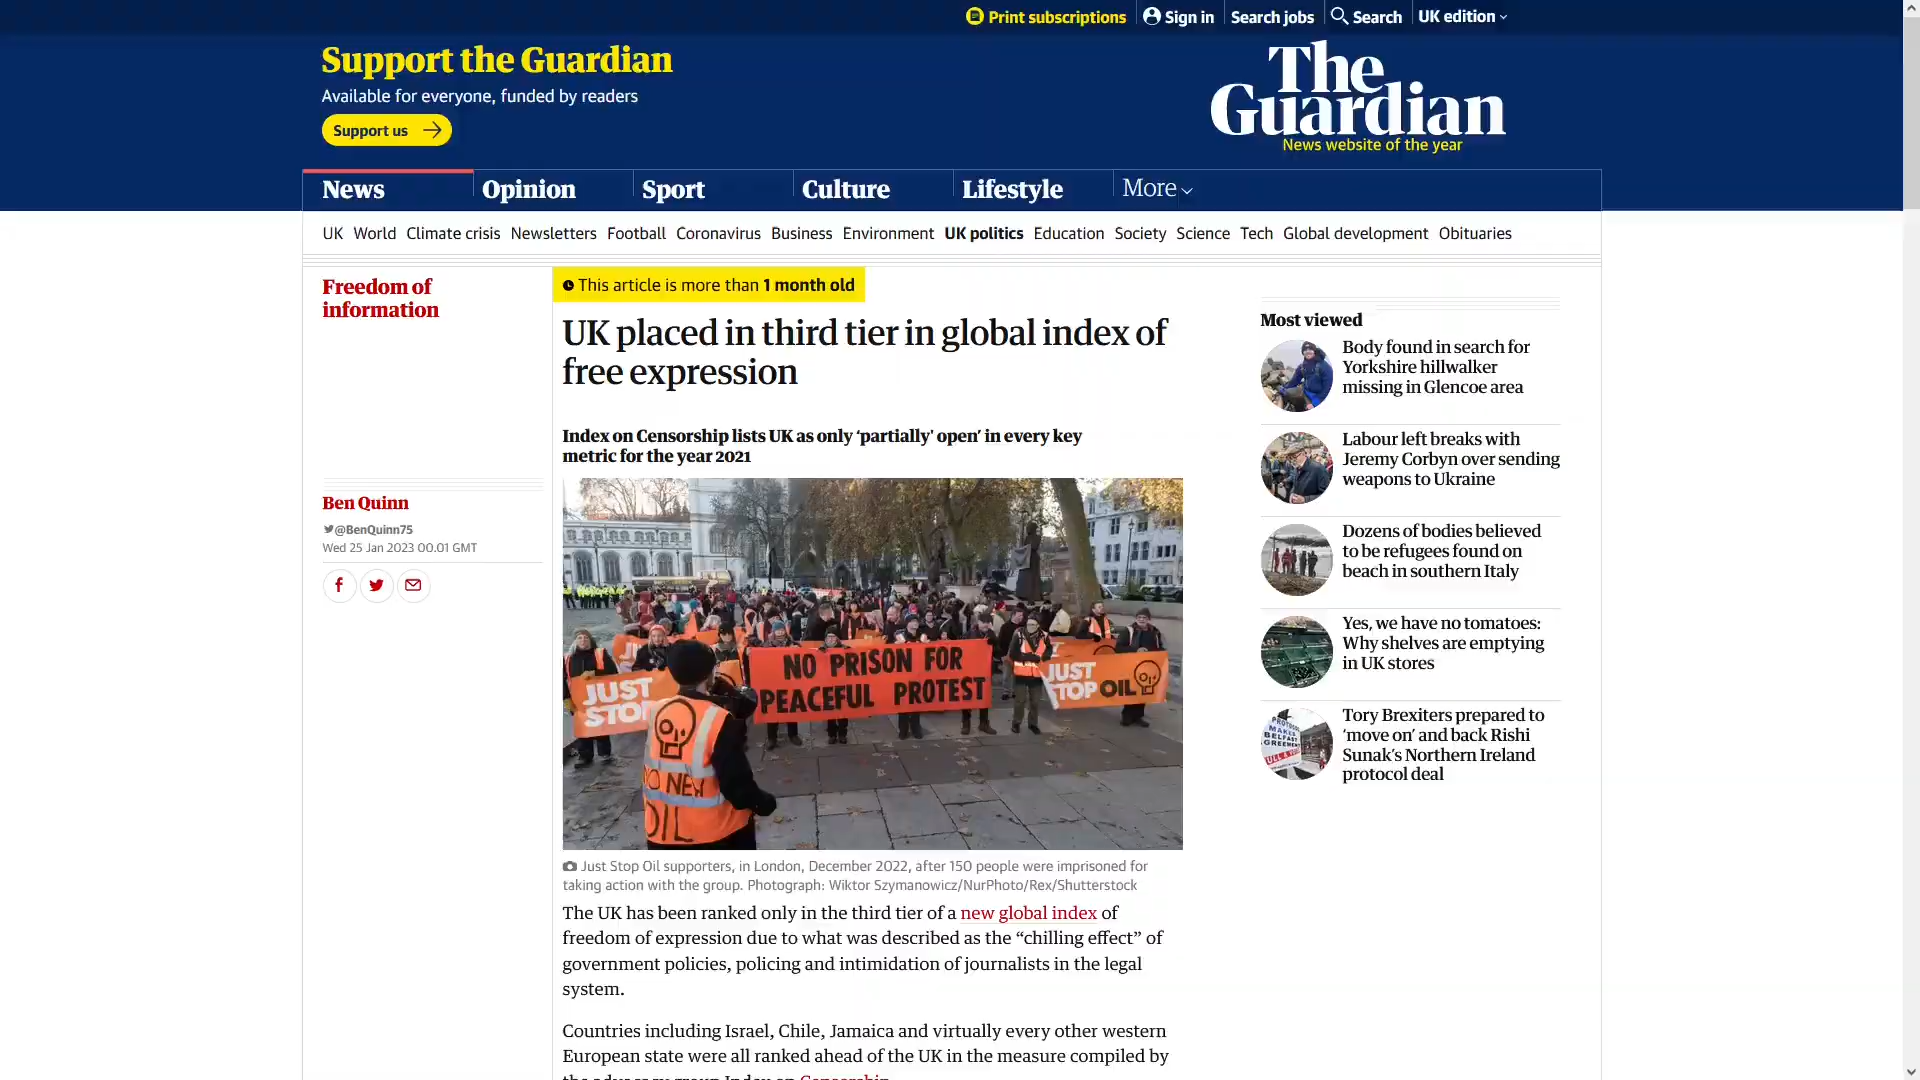 Print subscriptions
Sign in
Search jobs
Search
UK edition
Support the Guardian
Available for everyone, funded by readers
Support us
The
Guardian
News website of the year
News
Opinion
Sport
Culture
Lifestyle
More
UK World Climate crisis Newsletters Football Coronavirus Business Environment UK politics Education Society Science Tech Global development Obituaries
Freedom of
information
This article is more than 1 month old
UK placed in third tier in global index of
free expression
Index on Censorship lists UK as only ‘partially' open’ in every key
metric for the year 2021
Ben Quinn
@BenQuinn75
Wed 25 Jan 2023 00.01 GMT
NO PRISON FOR
PEACEFUL PROTEST
JUST
STOP
JUST
STOP OIL
NO NEW
OIL
Just Stop Oil supporters, in London, December 2022, after 150 people were imprisoned for
taking action with the group. Photograph: Wiktor Szymanowicz/NurPhoto/Rex/Shutterstock
The UK has been ranked only in the third tier of a new global index of
freedom of expression due to what was described as the “chilling effect” of
government policies, policing and intimidation of journalists in the legal
system.
Countries including Israel, Chile, Jamaica and virtually every other western
European state were all ranked ahead of the UK in the measure compiled by
Most viewed
Body found in search for
Yorkshire hillwalker
missing in Glencoe area
Labour left breaks with
Jeremy Corbyn over sending
weapons to Ukraine
Dozens of bodies believed
to be refugees found on
beach in southern Italy
Yes, we have no tomatoes:
Why shelves are emptying
in UK stores
Tory Brexiters prepared to
‘move on’ and back Rishi
Sunak’s Northern Ireland
protocol deal